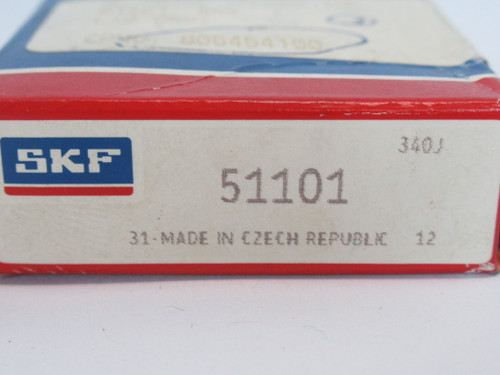 SKF
340J
51101
31-MADE IN CZECH REPUBLIC 12